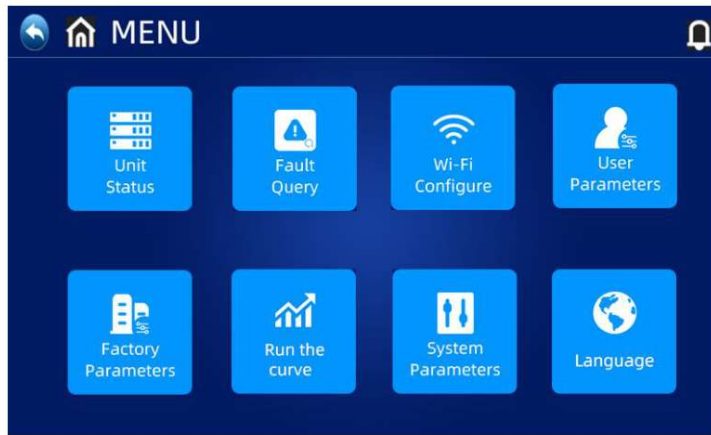 MENU
Unit
Status
Fault
Query
Wi-Fi
Configure
User
Parameters
Factory
Parameters
Run the
curve
System
Parameters
Language